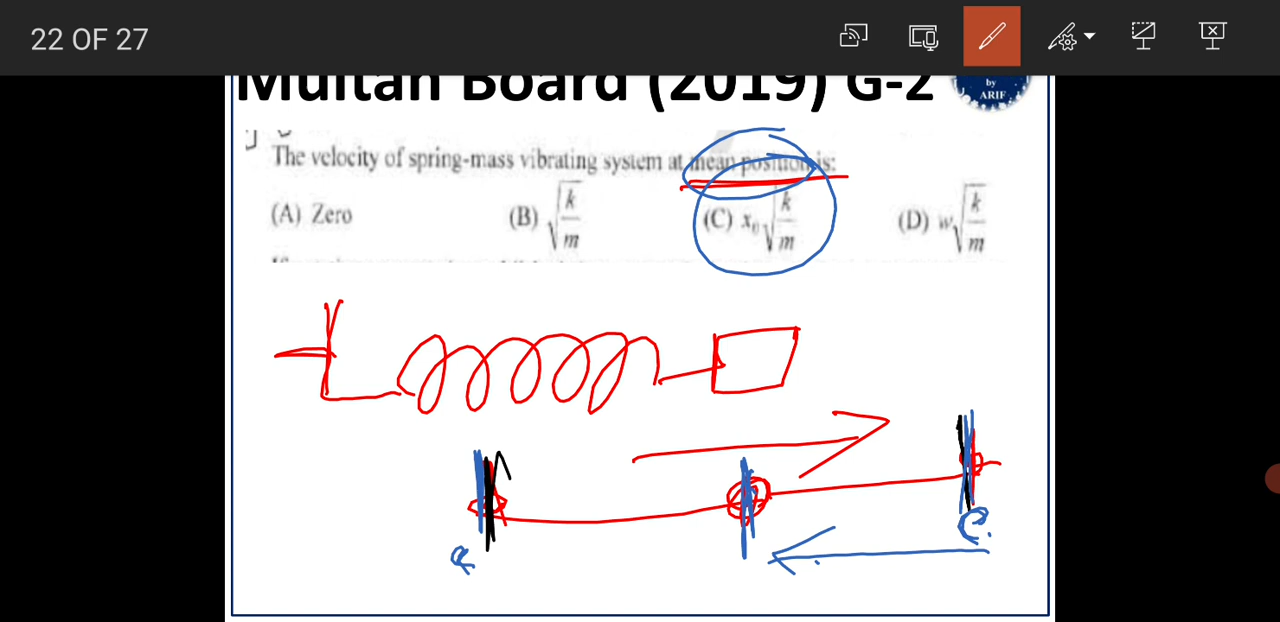 22 OF 27
Multan Board (2019) G-2
by
ARIF
The velocity of spring-mass vibrating system at mean position is:
(A) Zero (B) √k/m (C) x₀√k/m (D) w√k/m
e.